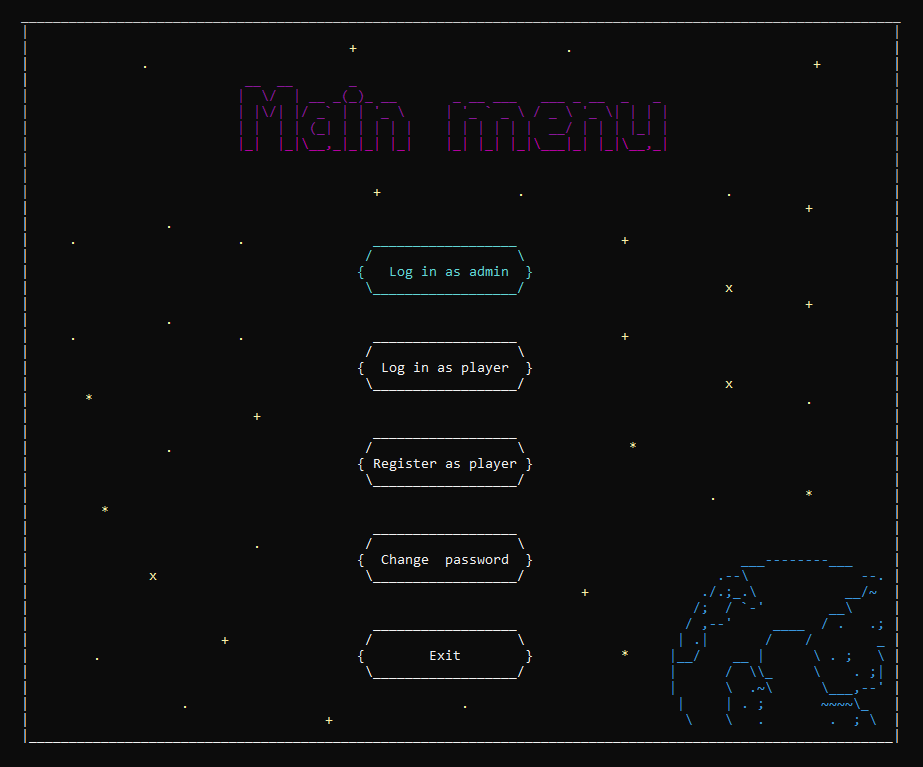 Main menu
Log in as admin
Log in as player
Register as player
Change  password
Exit